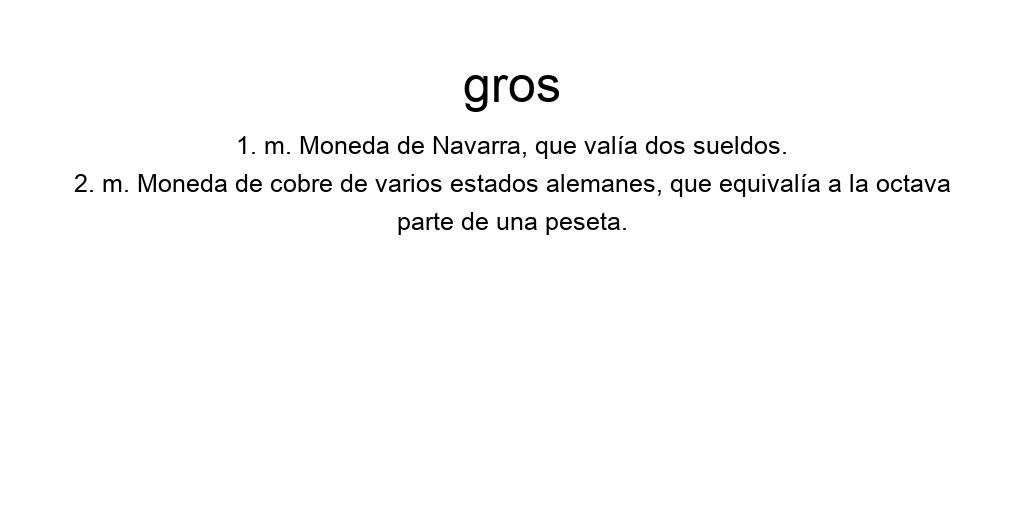 gros
1. m. Moneda de Navarra, que valía dos sueldos.
2. m. Moneda de cobre de varios estados alemanes, que equivalía a la octava
parte de una peseta.